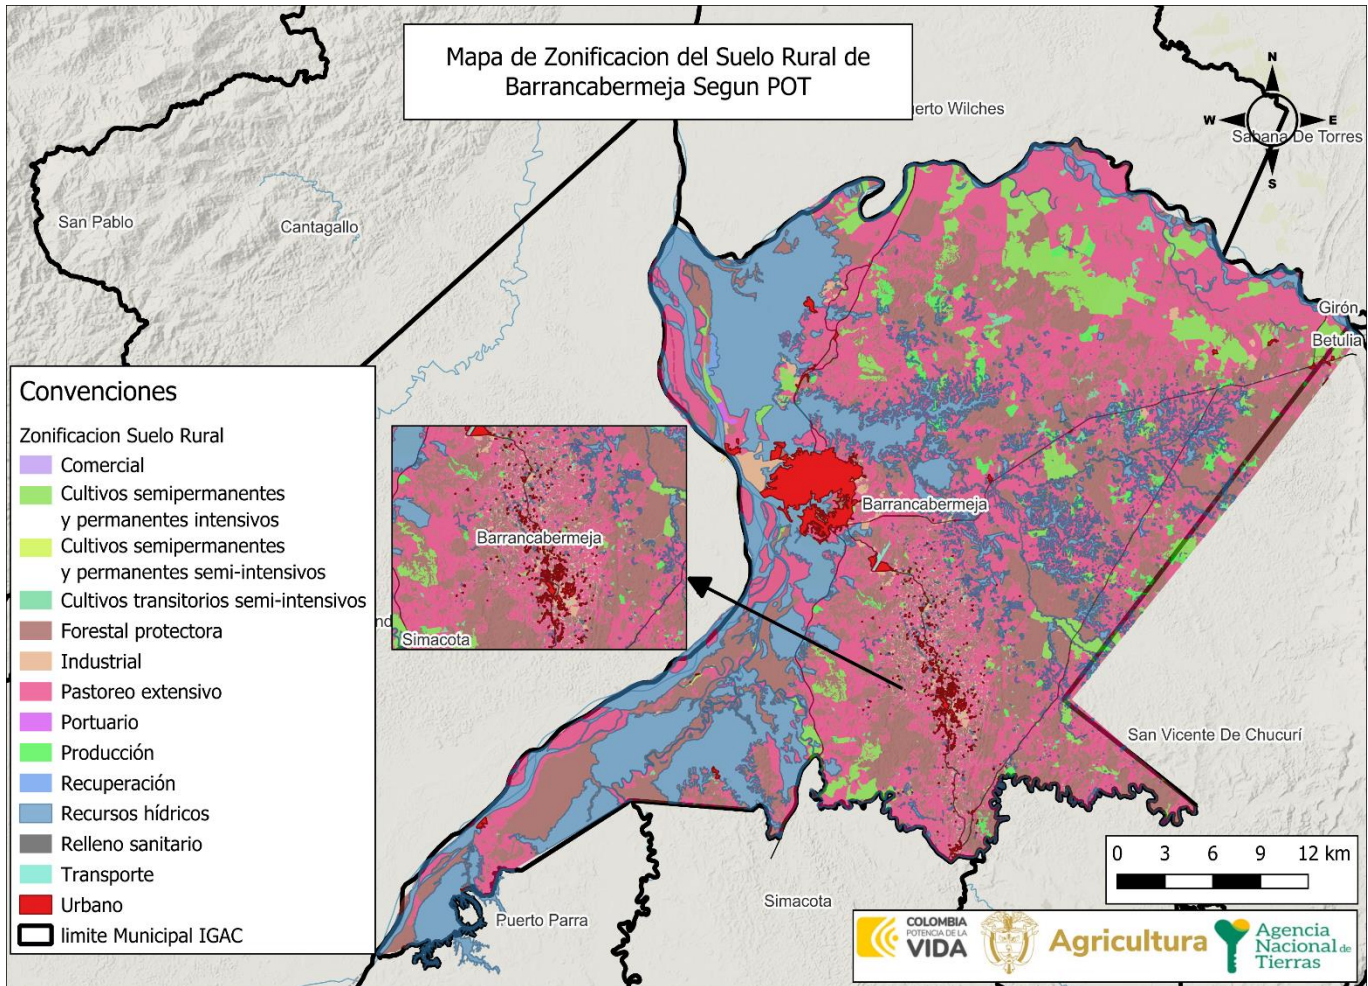 Mapa de Zonificacion del Suelo Rural de
Barrancabermeja Segun POT
erto Wilches
N
W
E
S
Sabana De Torres
San Pablo
Cantagallo
Girón
Betulia
Convenciones
Zonificacion Suelo Rural
Comercial
Cultivos semipermanentes
y permanentes intensivos
Cultivos semipermanentes
y permanentes semi-intensivos
Cultivos transitorios semi-intensivos
Forestal protectora
Industrial
Pastoreo extensivo
Portuario
Producción
Recuperación
Recursos hídricos
Relleno sanitario
Transporte
Urbano
limite Municipal IGAC
Barrancabermeja
Simacota
Barrancabermeja
San Vicente De Chucurí
Puerto Parra
Simacota
0 3 6 9 12 km
COLOMBIA
POTENCIA DE LA
VIDA
Agricultura
Agencia
Nacional de
Tierras